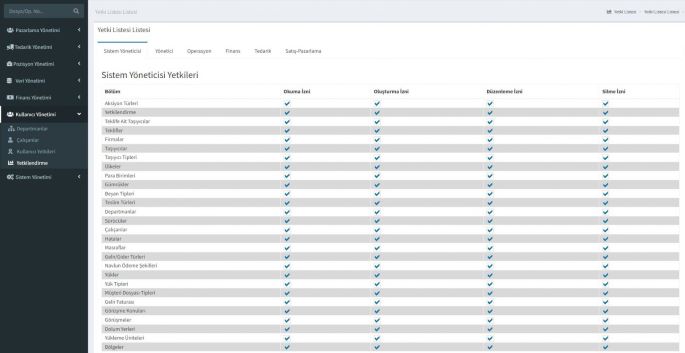 Dosya/Op. No...
Pazarlama Yönetimi
Tedarik Yönetimi
Pozisyon Yönetimi
Veri Yönetimi
Finans Yönetimi
Kullanıcı Yönetimi
Departmanlar
Çalışanlar
Kullanıcı Yetkileri
Yetkilendirme
Sistem Yönetimi
Yetki Listesi Listesi
Yetki Listesi - Yetki Listesi Listesi
Yetki Listesi Listesi
Sistem Yöneticisi Yönetici Operasyon Finans Tedarik Satış-Pazarlama
Sistem Yöneticisi Yetkileri
Bölüm Okuma İzni Oluşturma İzni Düzenleme İzni Silme İzni
Aksiyon Türleri
Yetkilendirme
Teklife Ait Taşıyıcılar
Teklifler
Firmalar
Taşıyıcılar
Taşıyıcı Tipleri
Ülkeler
Para Birimleri
Gümrükler
Beyan Tipleri
Teslim Türleri
Departmanlar
Sürücüler
Çalışanlar
Hatalar
Masraflar
Gelir/Gider Türleri
Navlun Ödeme Şekilleri
Yükler
Yük Tipleri
Müşteri Dosyası Tipleri
Gelir Faturası
Görüşme Konuları
Görüşmeler
Dolum Yerleri
Yükleme Üniteleri
Bölgeler